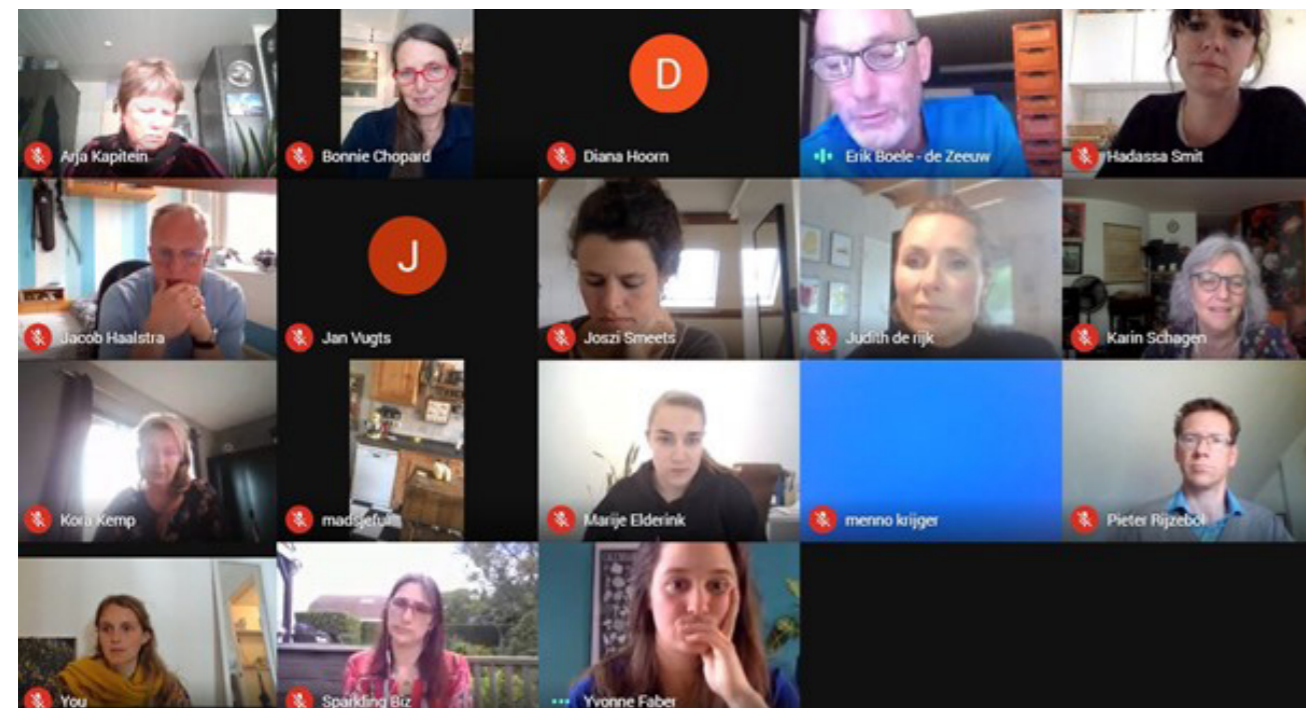 Arja Kapitein
Bonnie Chopard
D
Diana Hoorn
Erik Boele - de Zeeuw
Hadassa Smit
Jacob Haalstra
J
Jan Vugts
Joszi Smeets
Judith de rijk
Karin Schagen
Kora Kemp
madsjefuir
Marije Elderink
menno krijger
Pieter Rijzebol
You
Sparkling Biz
Yvonne Faber